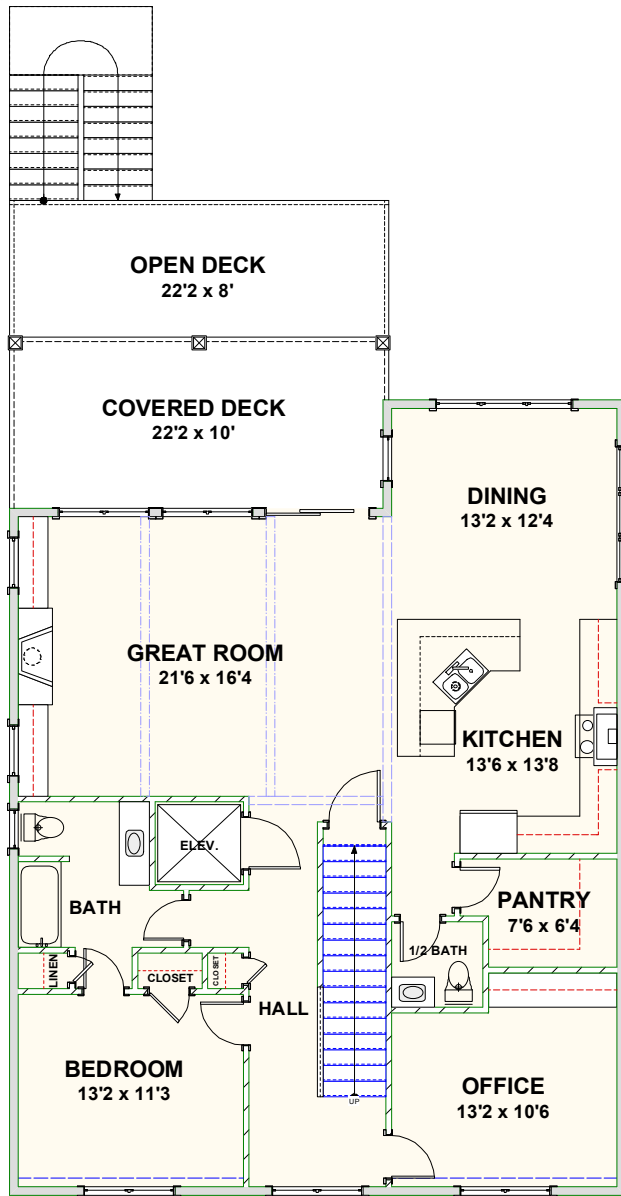 OPEN DECK
22'2 x 8'
COVERED DECK
22'2 x 10'
DINING
13'2 x 12'4
GREAT ROOM
21'6 x 16'4
KITCHEN
13'6 x 13'8
ELEV.
BATH
PANTRY
7'6 x 6'4
1/2 BATH
LINEN
CLOSET
CLOSET
HALL
BEDROOM
13'2 x 11'3
OFFICE
13'2 x 10'6
UP